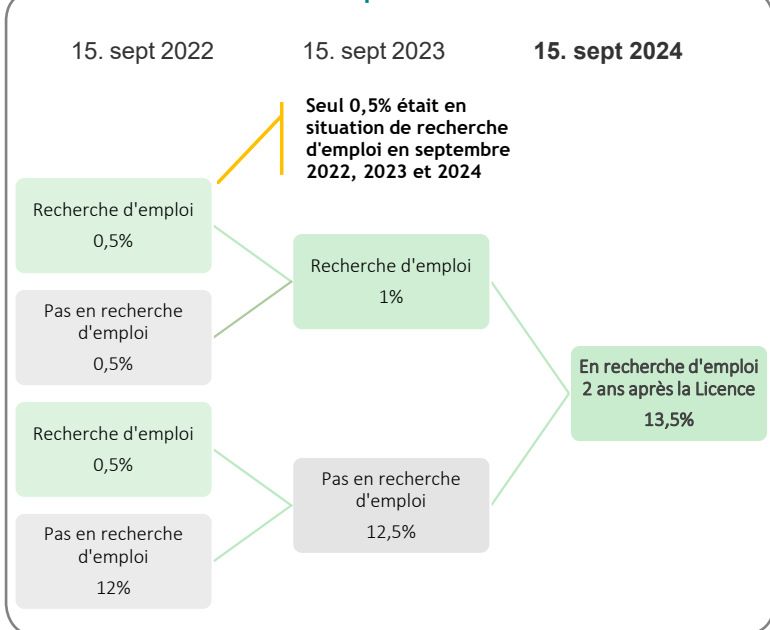 15. sept 2022
15. sept 2023
15. sept 2024
Seul 0,5% était en
situation de recherche
d'emploi en septembre
2022, 2023 et 2024
Recherche d'emploi
0,5%
Pas en recherche
d'emploi
0,5%
Recherche d'emploi
0,5%
Pas en recherche
d'emploi
12%
Recherche d'emploi
1%
Pas en recherche
d'emploi
12,5%
En recherche d'emploi
2 ans après la Licence
13,5%